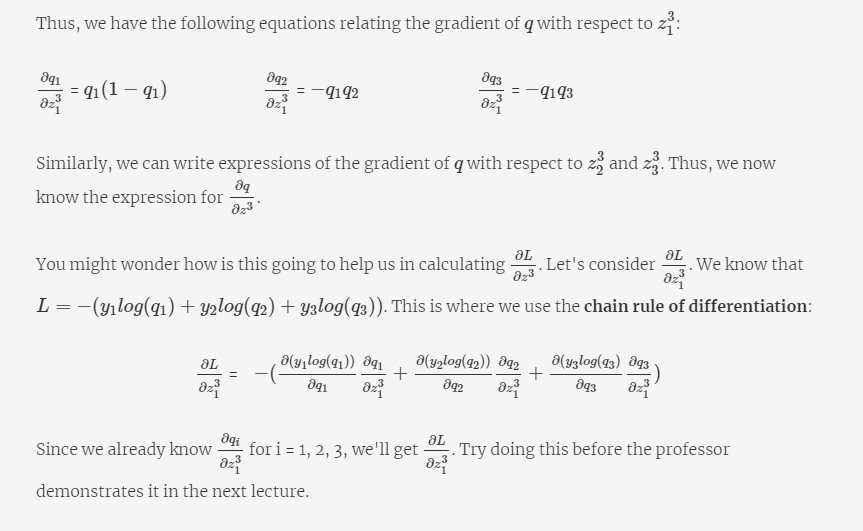 Thus, we have the following equations relating the gradient of q with respect to z₁³:
∂q₁/∂z₁³ = q₁(1 − q₁) ∂q₂/∂z₁³ = −q₁q₂ ∂q₃/∂z₁³ = −q₁q₃
Similarly, we can write expressions of the gradient of q with respect to z₂³ and z₃³. Thus, we now
know the expression for ∂q/∂z³.
You might wonder how is this going to help us in calculating ∂L/∂z³. Let's consider ∂L/∂z₁³. We know that
L = −(y₁log(q₁) + y₂log(q₂) + y₃log(q₃)). This is where we use the chain rule of differentiation:
∂L/∂z₁³ = −(∂(y₁log(q₁))/∂q₁ ∂q₁/∂z₁³ + ∂(y₂log(q₂))/∂q₂ ∂q₂/∂z₁³ + ∂(y₃log(q₃)/∂q₃ ∂q₃/∂z₁³)
Since we already know ∂qᵢ/∂z₁³ for i = 1, 2, 3, we'll get ∂L/∂z₁³. Try doing this before the professor
demonstrates it in the next lecture.